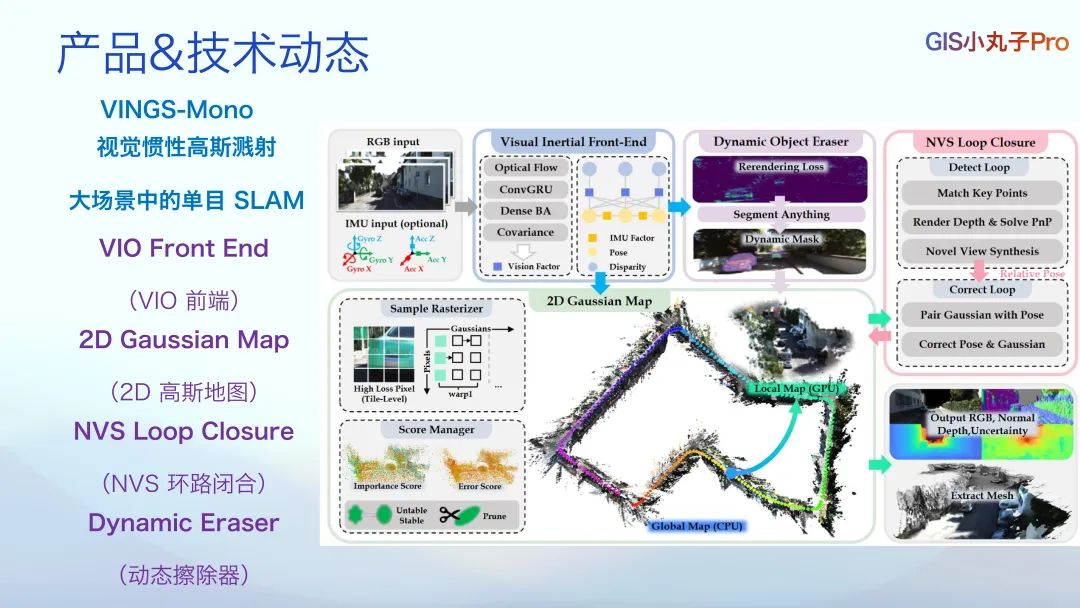 产品&技术动态
GIS小丸子Pro
VINGS-Mono
视觉惯性高斯溅射
大场景中的单目 SLAM
VIO Front End
（VIO 前端）
2D Gaussian Map
（2D 高斯地图）
NVS Loop Closure
（NVS 环路闭合）
Dynamic Eraser
（动态擦除器）
RGB input
IMU input (optional)
Gyro Z
Gyro Y
Gyro X
Acc Z
Acc Y
Acc X
Visual Inertial Front-End
Optical Flow
ConvGRU
Dense BA
Covariance
Vision Factor
IMU Factor
Pose
Disparity
Dynamic Object Eraser
Rerendering Loss
Segment Anything
Dynamic Mask
NVS Loop Closure
Detect Loop
Match Key Points
Render Depth & Solve PnP
Novel View Synthesis
Relative Pose
Correct Loop
Pair Gaussian with Pose
Correct Pose & Gaussian
2D Gaussian Map
Sample Rasterizer
Gaussians
Pixels
...
warp1
High Loss Pixel
(Tile-Level)
Score Manager
Importance Score
Error Score
Untable
Stable
Prune
Local Map (GPU)
Global Map (CPU)
Output RGB, Normal
Depth,Uncertainty
Extract Mesh